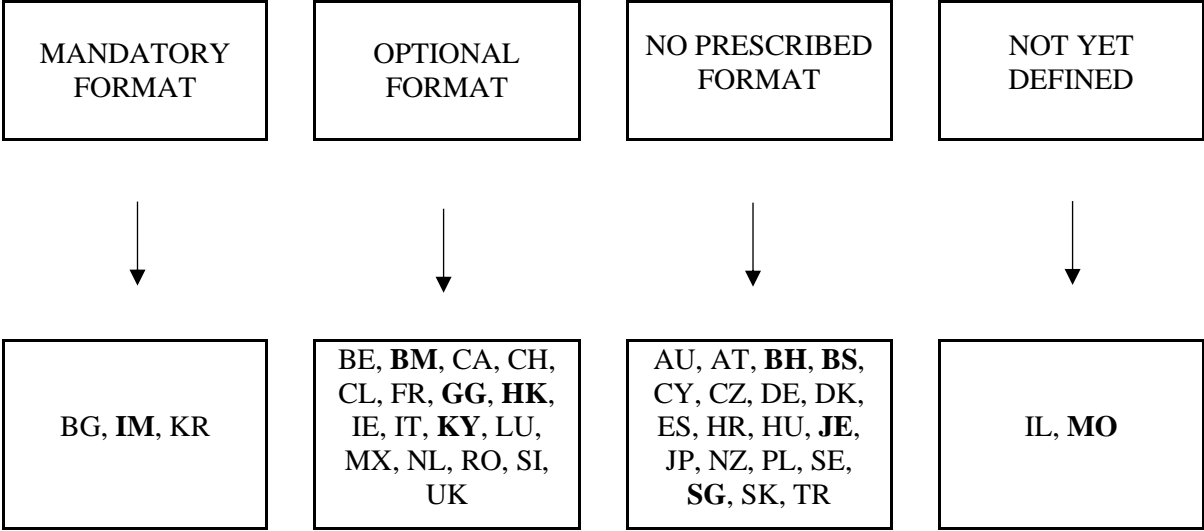 MANDATORY
FORMAT
OPTIONAL
FORMAT
NO PRESCRIBED
FORMAT
NOT YET
DEFINED
BG, IM, KR
BE, BM, CA, CH,
CL, FR, GG, HK,
IE, IT, KY, LU,
MX, NL, RO, SI,
UK
AU, AT, BH, BS,
CY, CZ, DE, DK,
ES, HR, HU, JE,
JP, NZ, PL, SE,
SG, SK, TR
IL, MO